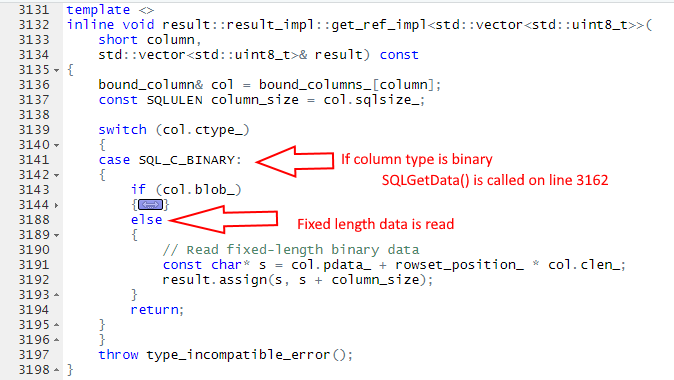 3131 template <>
3132 inline void result::result_impl::get_ref_impl<std::vector<std::uint8_t>>(
3133 short column,
3134 std::vector<std::uint8_t>& result) const
3135 {
3136 bound_column& col = bound_columns_[column];
3137 const SQLULEN column_size = col.sqlsize_;
3138
3139 switch (col.ctype_)
3140 {
3141 case SQL_C_BINARY: If column type is binary
3142 { SQLGetData() is called on line 3162
3143 if (col.blob_)
3144 {}
3188 else Fixed length data is read
3189 {
3190 // Read fixed-length binary data
3191 const char* s = col.pdata_ + rowset_position_ * col.clen_;
3192 result.assign(s, s + column_size);
3193 }
3194 return;
3195 }
3196 }
3197 throw type_incompatible_error();
3198 }